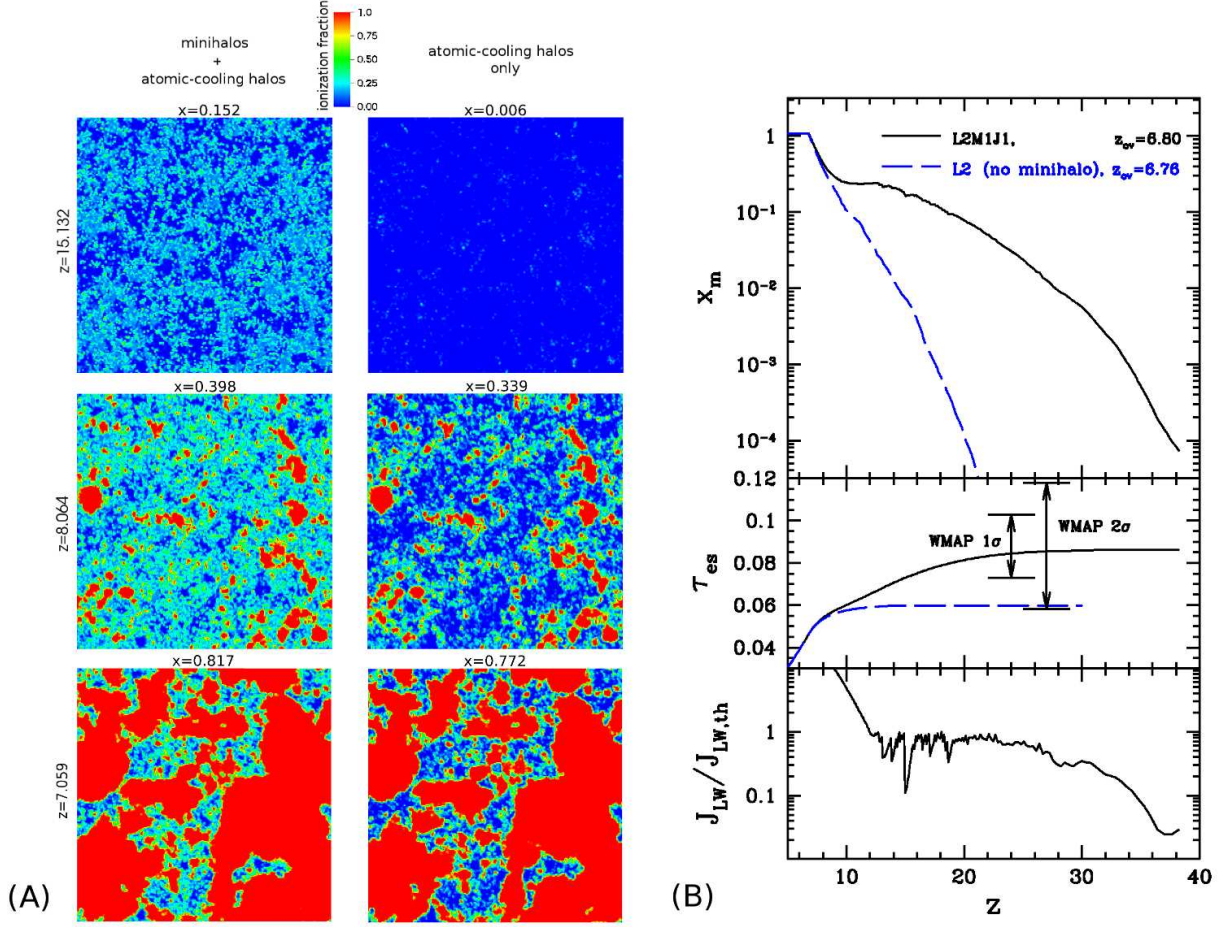 minihalos
+
atomic-cooling halos
ionization fraction
1.0
0.75
0.50
0.25
0.00
atomic-cooling halos
only
x=0.152
x=0.006
z=15.132
x=0.398
x=0.339
z=8.064
x=0.817
x=0.772
z=7.059
(A)
L2M1J1, z_ov=6.80
L2 (no minihalo), z_ov=6.76
x_m
1
10^-1
10^-2
10^-3
10^-4
0.12
0.1
0.08
0.06
0.04
τ_es
WMAP 1σ
WMAP 2σ
J_LW/J_LW,th
1
0.1
10
20
30
40
z
(B)